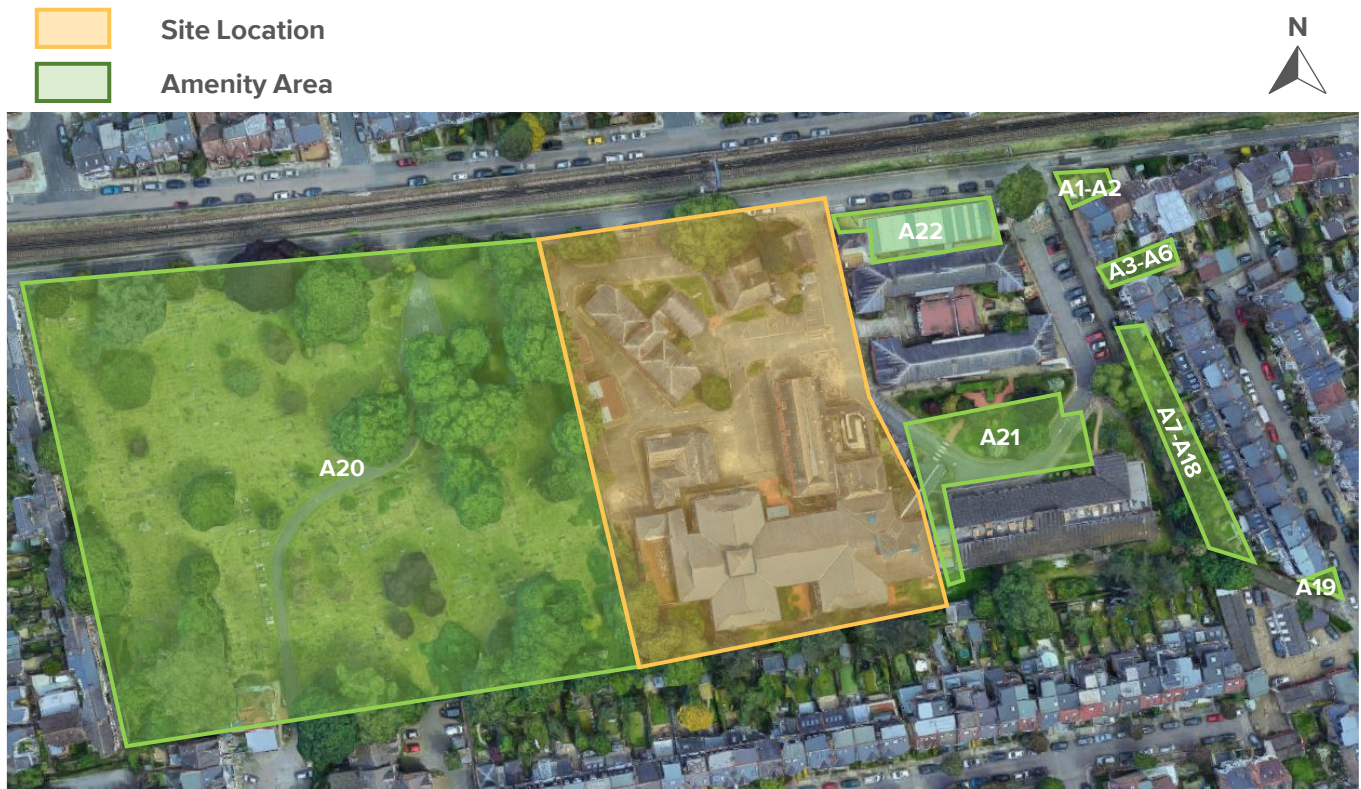 Site Location
N
Amenity Area
A1-A2
A22
A3-A6
A21
A7-A18
A20
A19